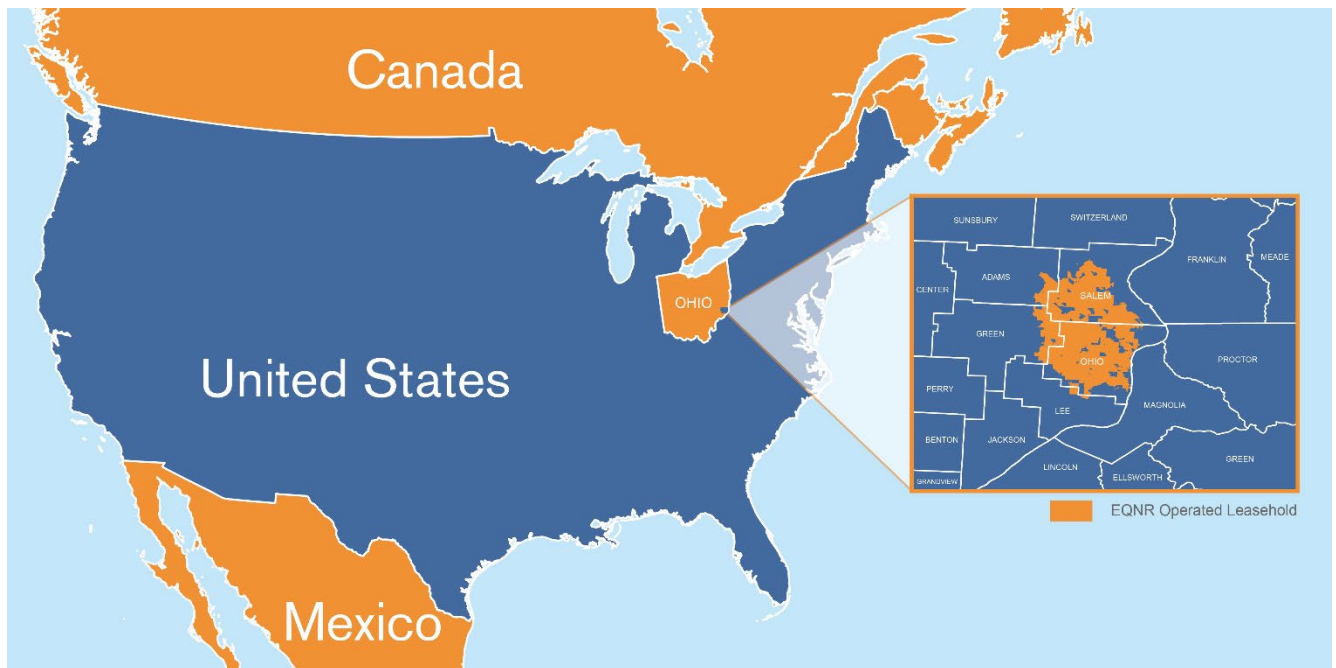 Canada
United States
OHIO
Mexico
SUNSBURY
SWITZERLAND
FRANKLIN
MEADE
ADAMS
CENTER
SALEM
GREEN
OHIO
PROCTOR
PERRY
LEE
MAGNOLIA
BENTON
JACKSON
GREEN
LINCOLN
ELLSWORTH
GRANDVIEW
EQNR Operated Leasehold